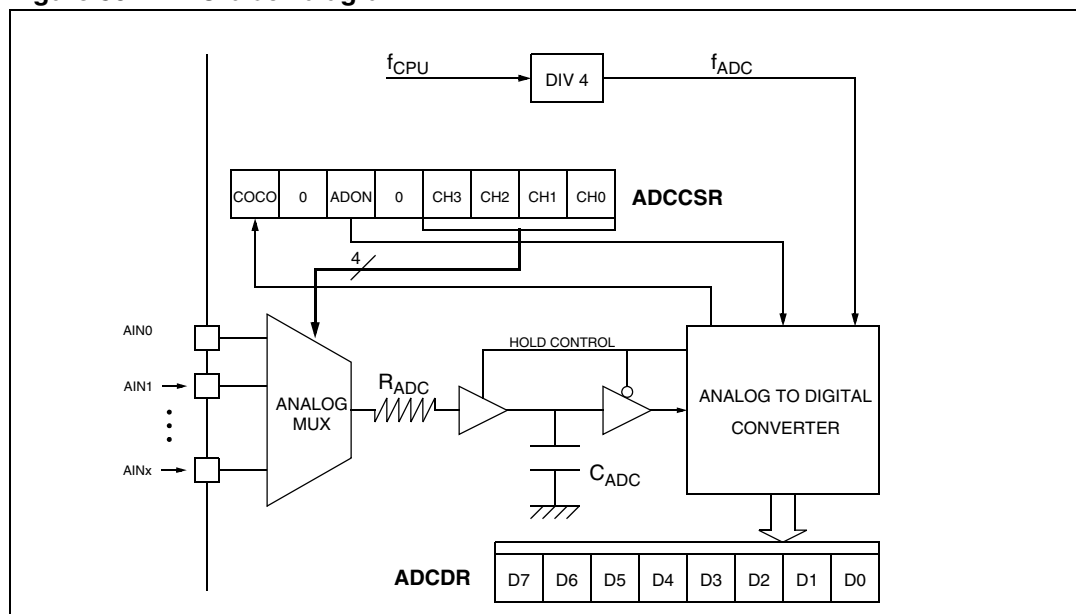 fCPU
DIV 4
fADC
COCO 0 ADON 0 CH3 CH2 CH1 CH0 ADCCSR
4
AIN0
HOLD CONTROL
AIN1
RADC
ANALOG MUX
ANALOG TO DIGITAL
CONVERTER
AINx
CADC
ADCDR D7 D6 D5 D4 D3 D2 D1 D0